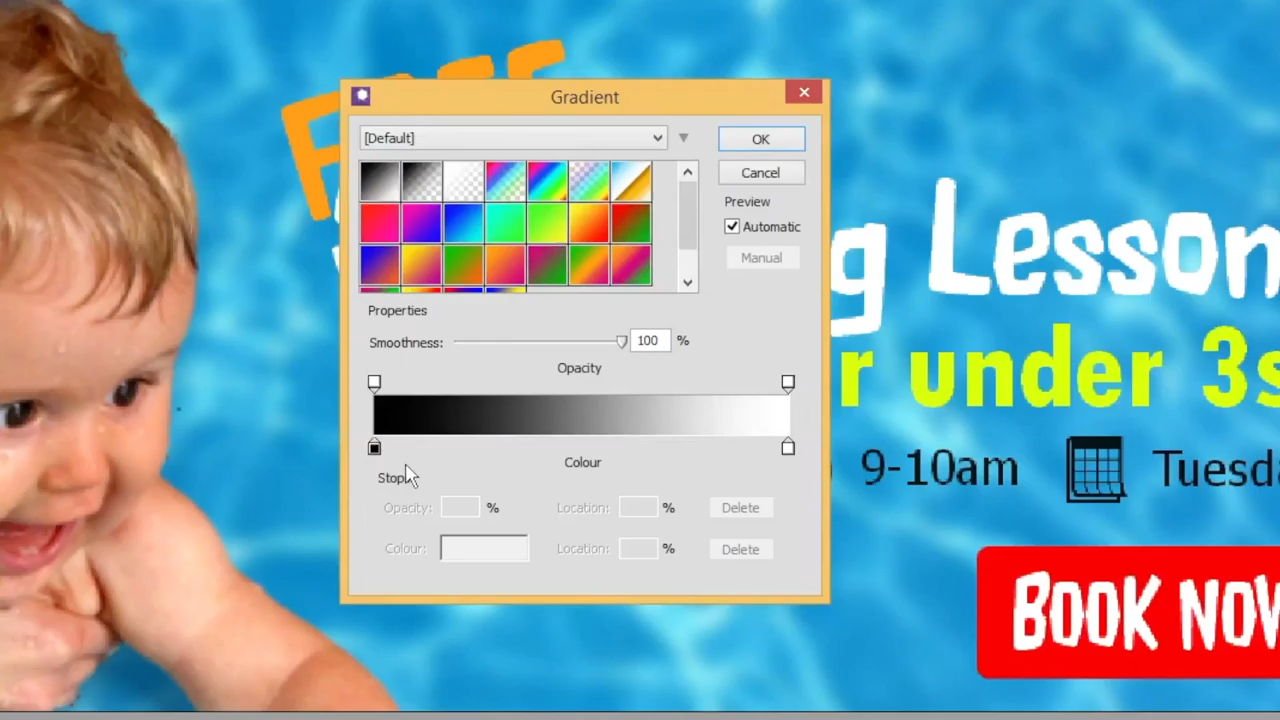 Gradient
[Default]
OK
Cancel
Preview
Automatic
Manual
Properties
Smoothness: 100 %
Opacity
Colour
Stop
Opacity: % Location: % Delete
Colour: % Location: % Delete
g Lesson
r under 3s
9-10am Tuesd
BOOK NOW